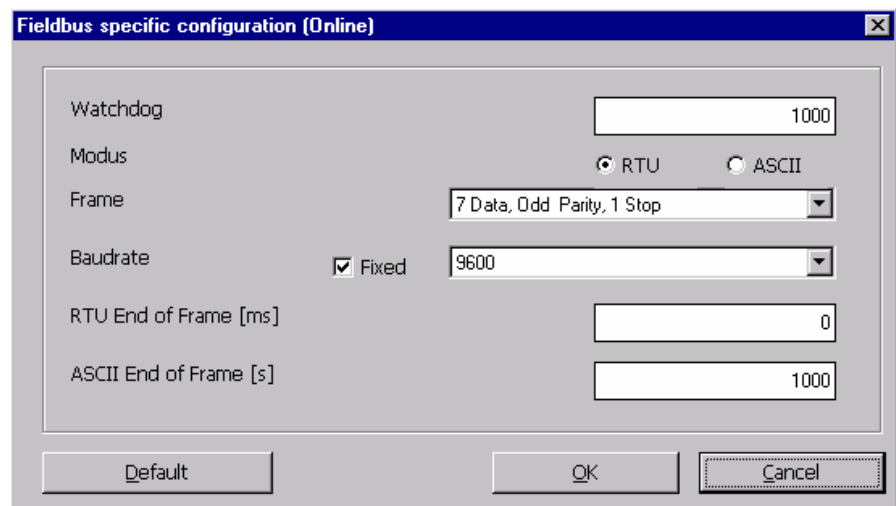 Fieldbus specific configuration (Online)
Watchdog 1000
Modus RTU ASCII
Frame 7 Data, Odd Parity, 1 Stop
Baudrate Fixed 9600
RTU End of Frame [ms] 0
ASCII End of Frame [s] 1000
Default OK Cancel